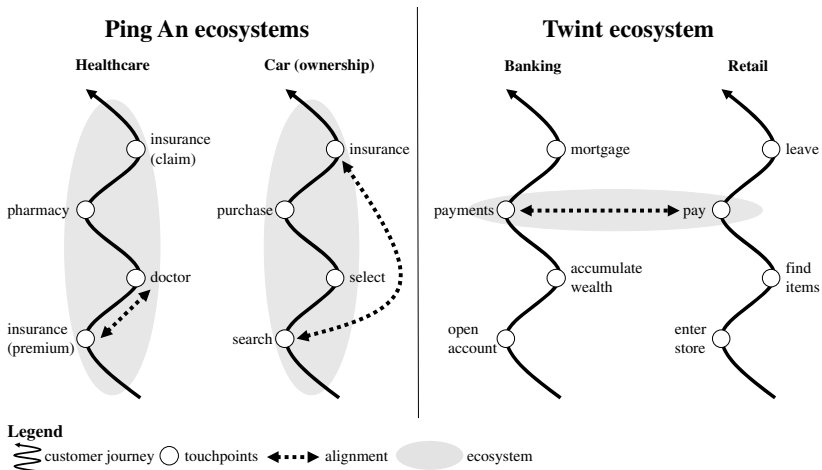 Ping An ecosystems
Twint ecosystem
Healthcare
Car (ownership)
Banking
Retail
insurance
(claim)
pharmacy
doctor
insurance
(premium)
insurance
purchase
select
search
mortgage
payments
accumulate
wealth
open
account
leave
pay
find
items
enter
store
Legend
customer journey
touchpoints
alignment
ecosystem